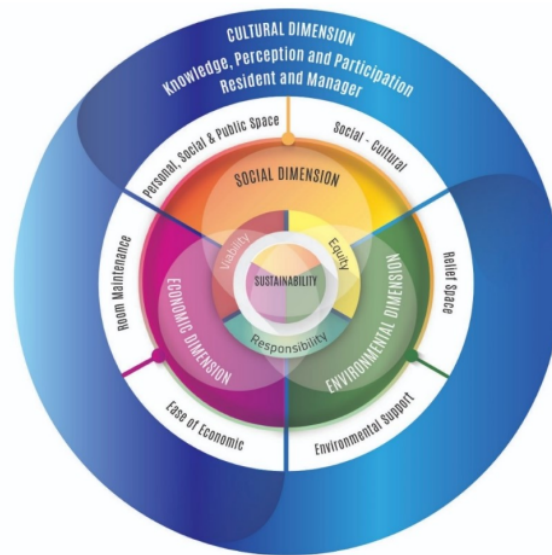 CULTURAL DIMENSION
Knowledge, Perception and Participation
Resident and Manager
Personal, Social & Public Space
Social - Cultural
SOCIAL DIMENSION
Viability
Equity
Room Maintenance
Relief Space
SUSTAINABILITY
ECONOMIC DIMENSION
ENVIRONMENTAL DIMENSION
Responsibility
Ease of Economic
Environmental Support